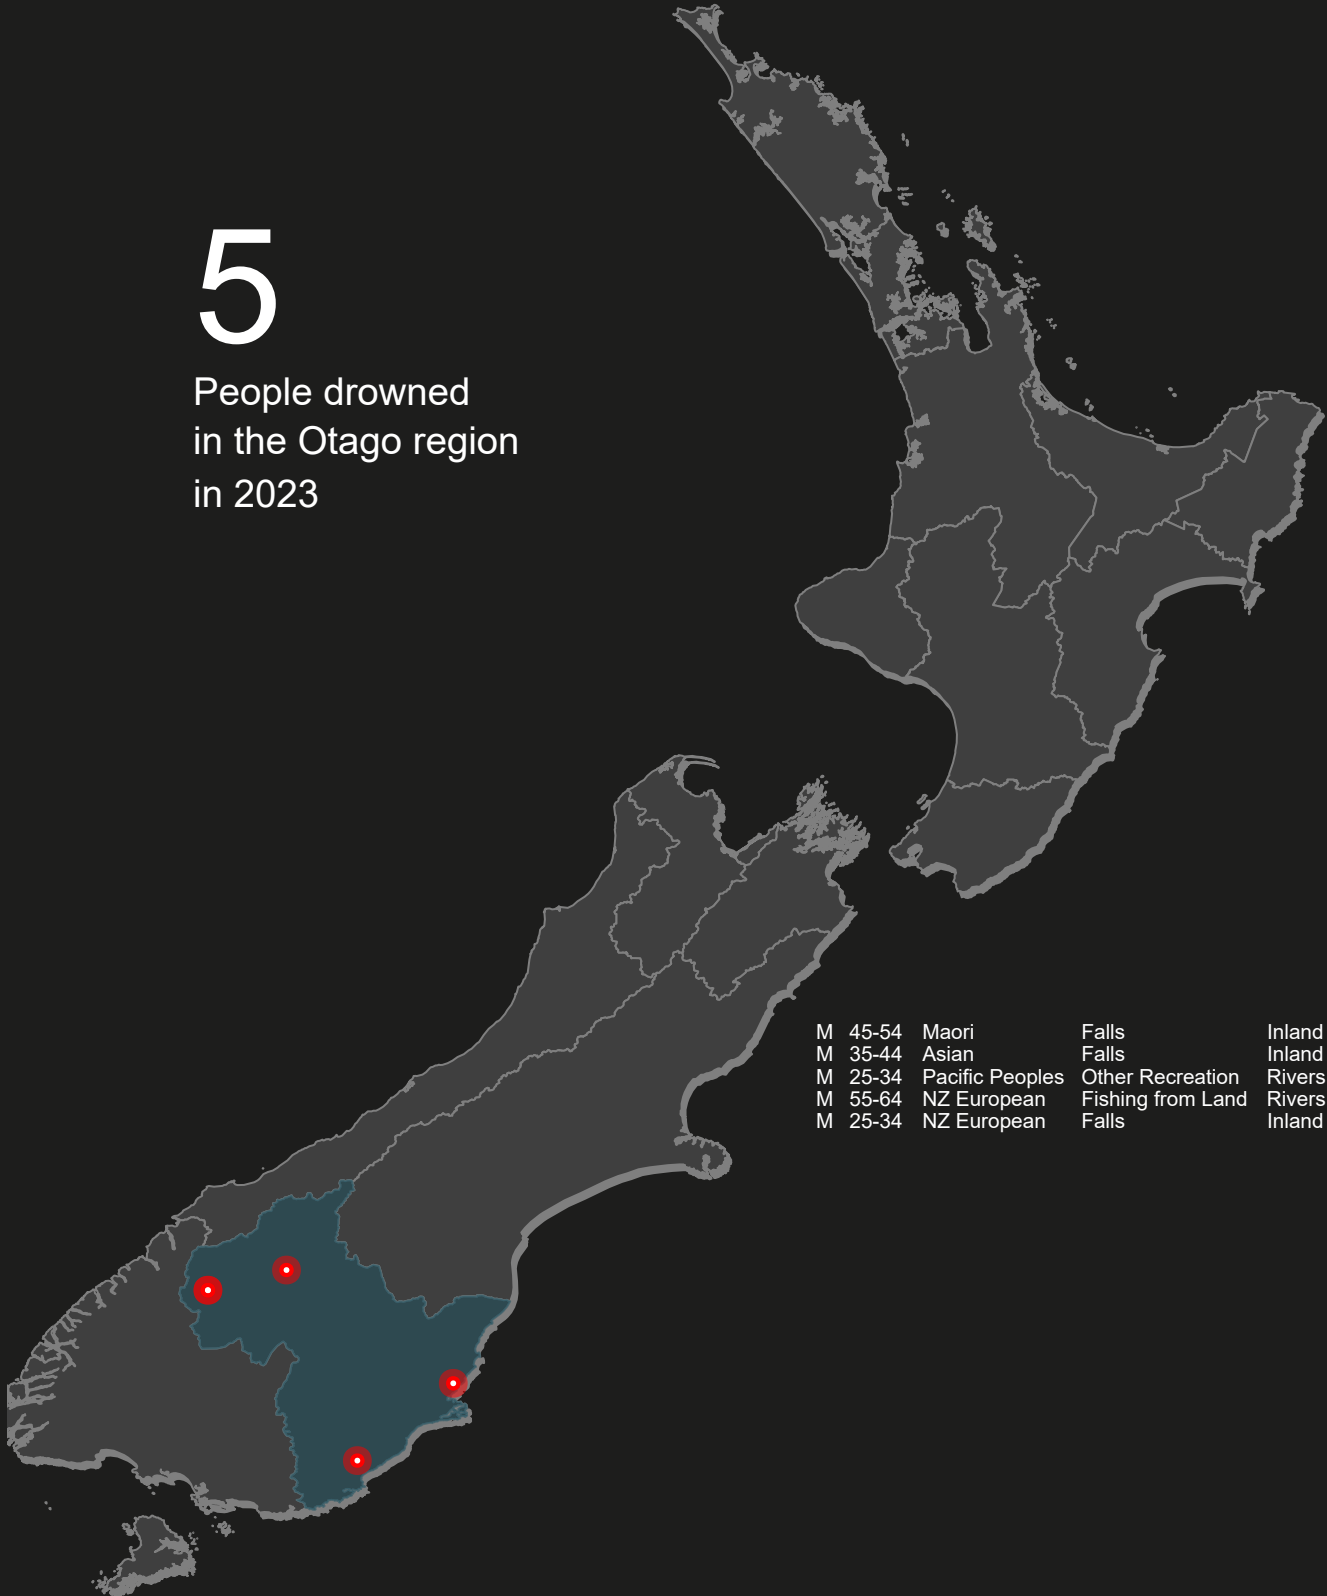 5
People drowned
in the Otago region
in 2023
M 45-54 Maori Falls Inland
M 35-44 Asian Falls Inland
M 25-34 Pacific Peoples Other Recreation Rivers
M 55-64 NZ European Fishing from Land Rivers
M 25-34 NZ European Falls Inland